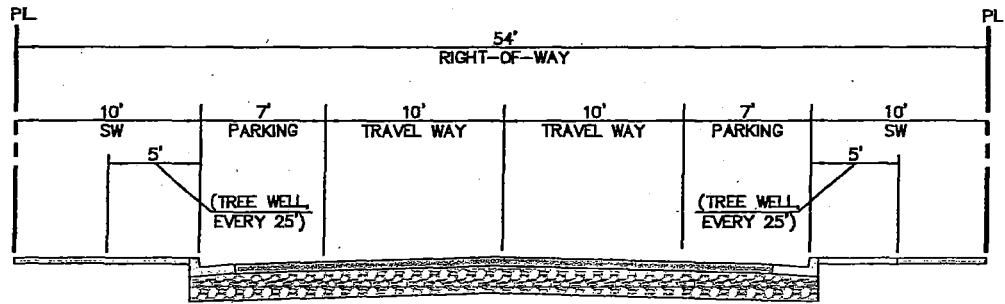 PL
PL
54'
RIGHT-OF-WAY
10'
SW
7'
PARKING
10'
TRAVEL WAY
10'
TRAVEL WAY
7'
PARKING
10'
SW
5'
5'
(TREE WELL,
EVERY 25')
(TREE WELL,
EVERY 25')